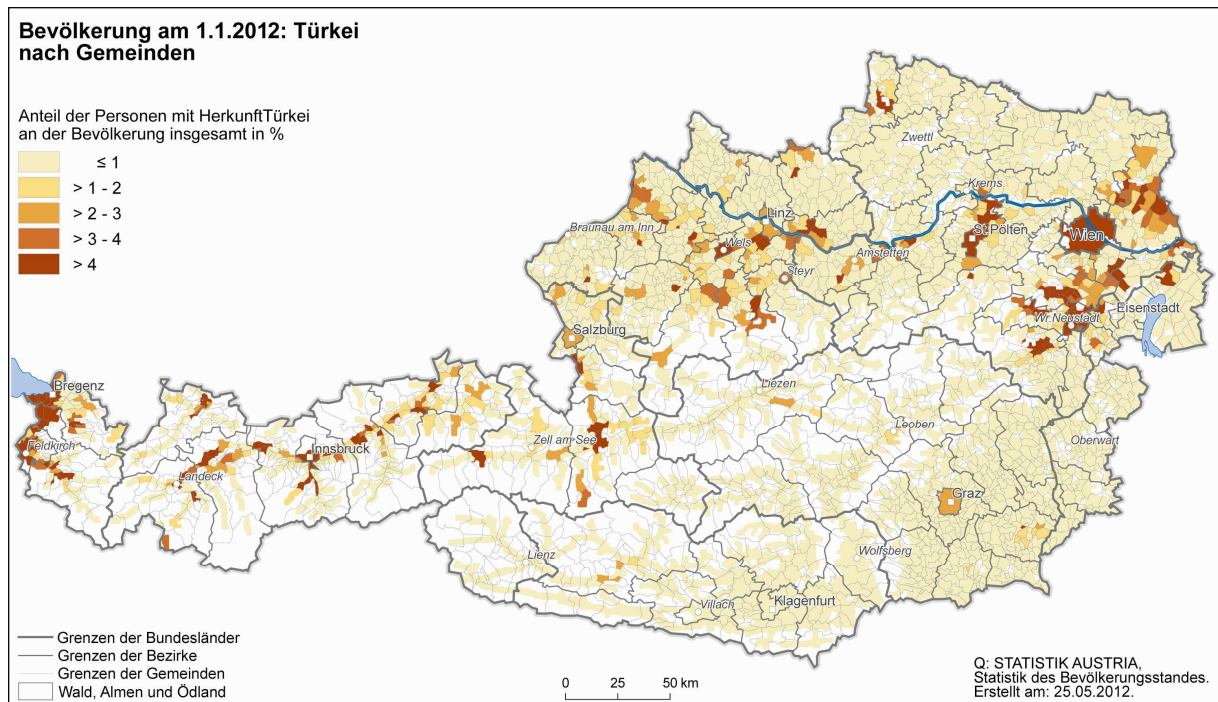 Bevölkerung am 1.1.2012: Türkei
nach Gemeinden
Anteil der Personen mit HerkunftTürkei
an der Bevölkerung insgesamt in %
≤ 1
> 1 - 2
> 2 - 3
> 3 - 4
> 4
Zwettl
Krems
Linz
Braunau am Inn
St.Pölten
Wien
Wels
Amstetten
Steyr
Eisenstadt
Wr.Neustadt
Salzburg
Bregenz
Liezen
Leoben
Zell am See
Oberwart
Innsbruck
Feldkirch
Landeck
Graz
Lienz
Wolfsberg
Villach
Klagenfurt
Grenzen der Bundesländer
Grenzen der Bezirke
Grenzen der Gemeinden
Wald, Almen und Ödland
0 25 50 km
Q: STATISTIK AUSTRIA,
Statistik des Bevölkerungsstandes.
Erstellt am: 25.05.2012.